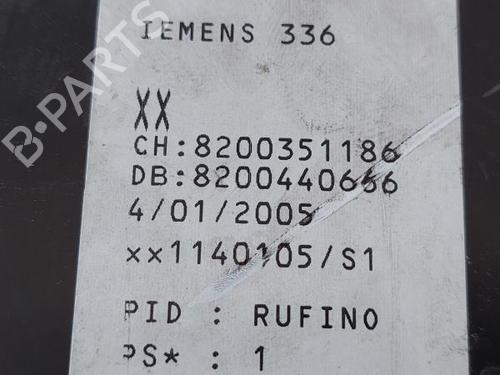 IEMENS 336
XX
CH:8200351186
DB:8200440656
4/01/2005
xx1140105/S1
PID : RUFINO
PS* : 1
B-PARTS